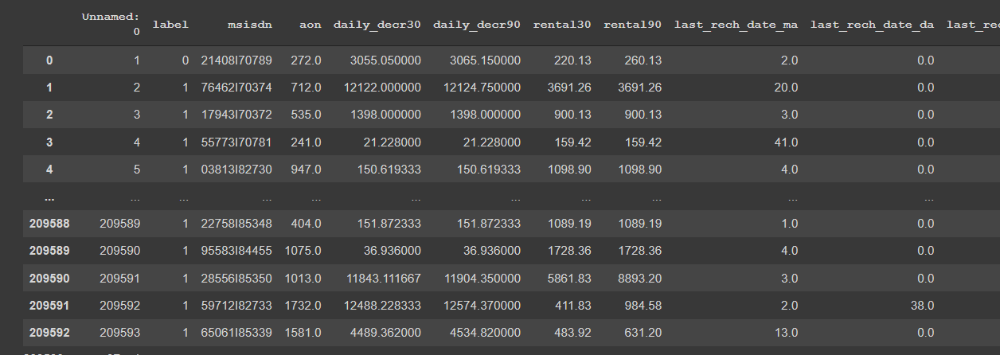 Unnamed: 0 label msisdn aon daily_decr30 daily_decr90 rental30 rental90 last_rech_date_ma last_rech_date_da last_rec
0 1 0 21408I70789 272.0 3055.050000 3065.150000 220.13 260.13 2.0 0.0
1 2 1 76462I70374 712.0 12122.000000 12124.750000 3691.26 3691.26 20.0 0.0
2 3 1 17943I70372 535.0 1398.000000 1398.000000 900.13 900.13 3.0 0.0
3 4 1 55773I70781 241.0 21.228000 21.228000 159.42 159.42 41.0 0.0
4 5 1 03813I82730 947.0 150.619333 150.619333 1098.90 1098.90 4.0 0.0
... ... ... ... ... ... ... ... ... ... ...
209588 209589 1 22758I85348 404.0 151.872333 151.872333 1089.19 1089.19 1.0 0.0
209589 209590 1 95583I84455 1075.0 36.936000 36.936000 1728.36 1728.36 4.0 0.0
209590 209591 1 28556I85350 1013.0 11843.111667 11904.350000 5861.83 8893.20 3.0 0.0
209591 209592 1 59712I82733 1732.0 12488.228333 12574.370000 411.83 984.58 2.0 38.0
209592 209593 1 65061I85339 1581.0 4489.362000 4534.820000 483.92 631.20 13.0 0.0